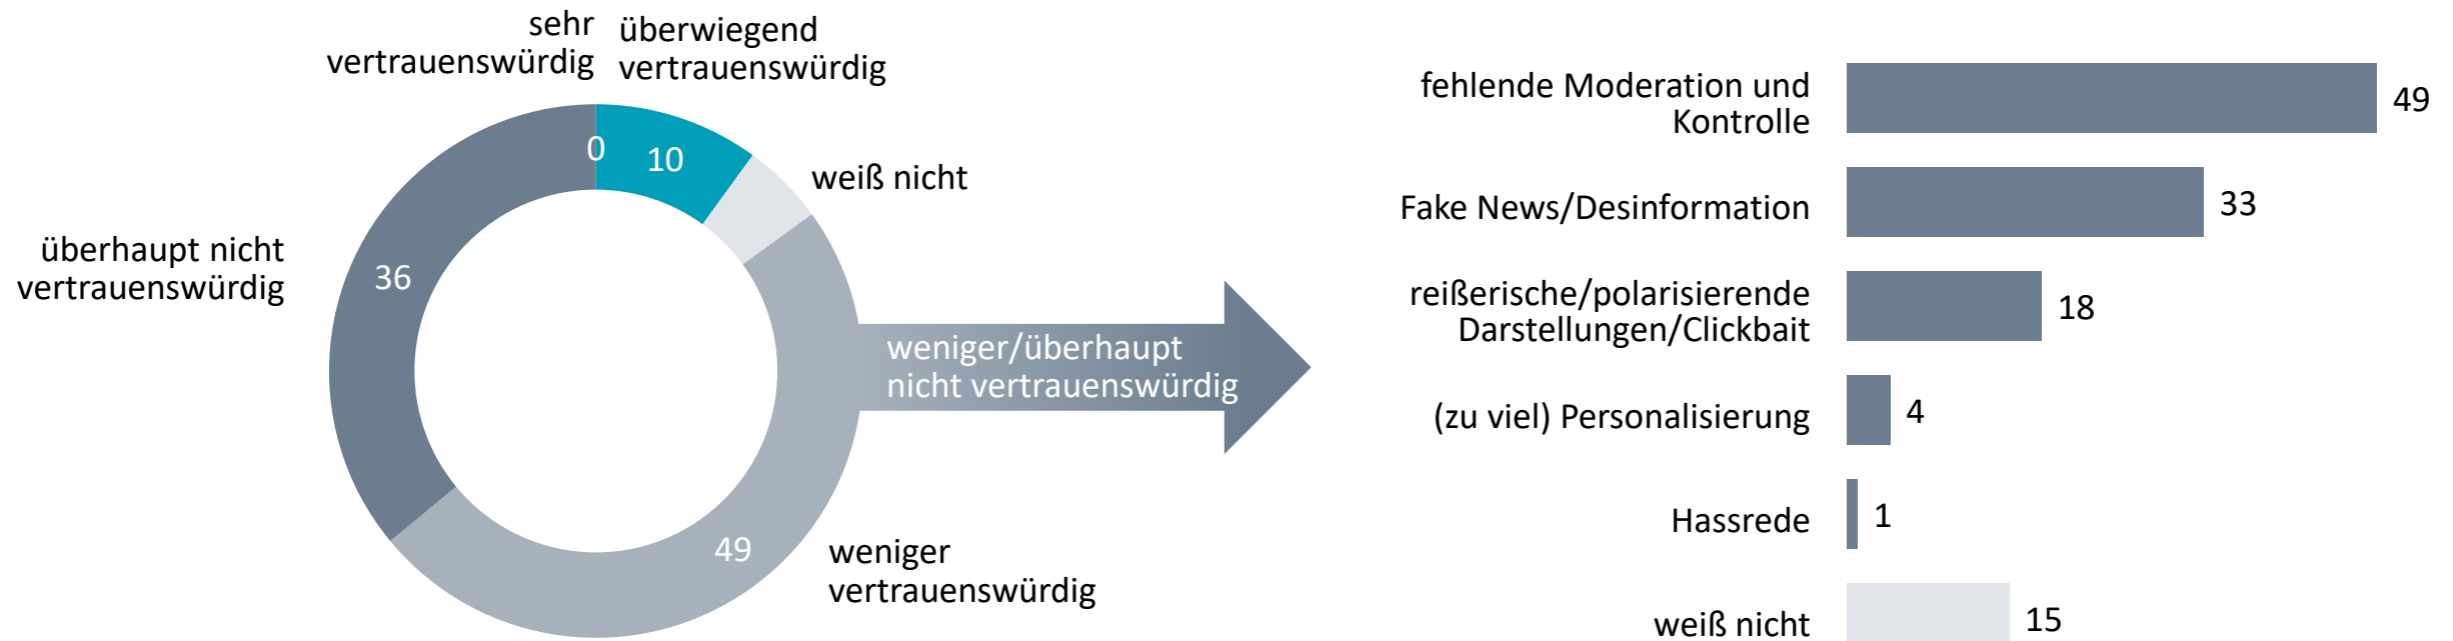 sehr
vertrauenswürdig
überwiegend
vertrauenswürdig
0
10
weiß nicht
überhaupt nicht
vertrauenswürdig
36
weniger/überhaupt
nicht vertrauenswürdig
49
weniger
vertrauenswürdig
fehlende Moderation und
Kontrolle
49
Fake News/Desinformation
33
reißerische/polarisierende
Darstellungen/Clickbait
18
(zu viel) Personalisierung
4
Hassrede
1
weiß nicht
15